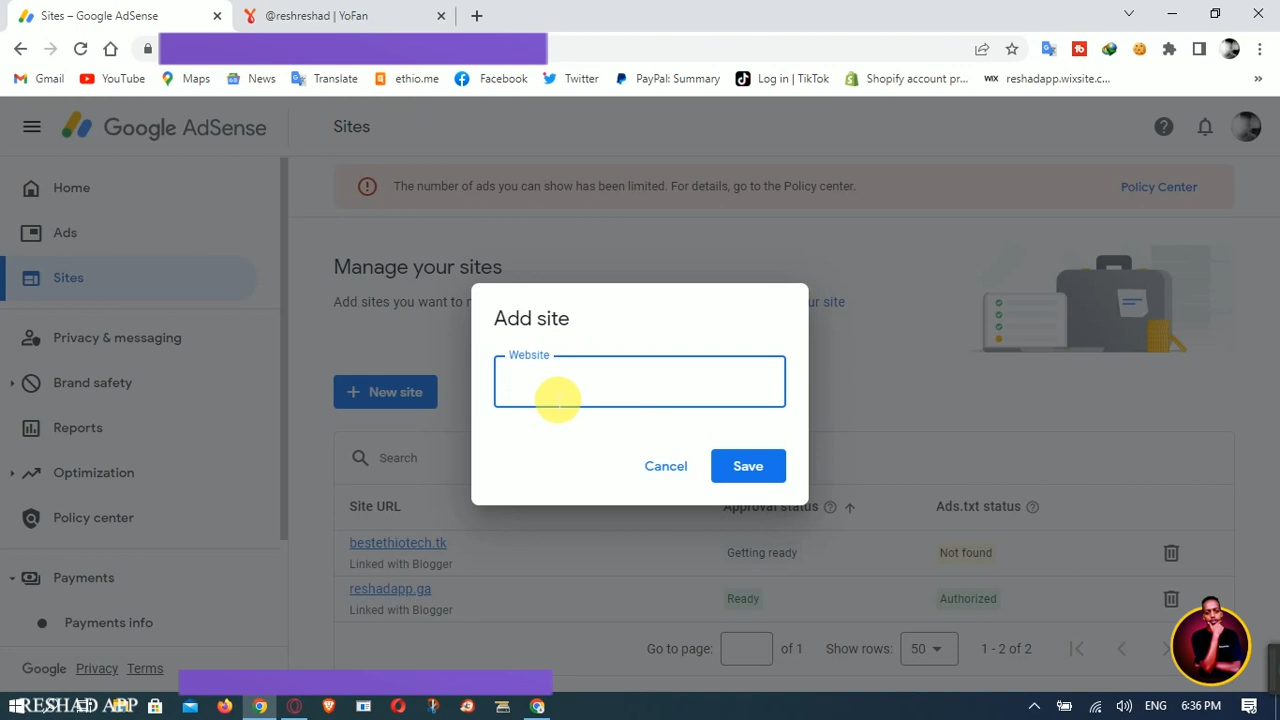 Sites – Google AdSense
@reshreshad | YoFan
Gmail
YouTube
Maps
News
Translate
ethio.me
Facebook
Twitter
PayPal: Summary
Log in | TikTok
Shopify account pr...
WIX
reshadapp.wixsite.c...
Google AdSense
Sites
Home
Ads
Sites
Privacy & messaging
Brand safety
Reports
Optimization
Policy center
Payments
Payments info
Google Privacy Terms
The number of ads you can show has been limited. For details, go to the Policy center.
Policy Center
Manage your sites
Add sites you want to
ur site
New site
Add site
Website
Cancel
Save
Search
Site URL
Approval status
Ads.txt status
bestethiotech.tk
Linked with Blogger
Getting ready
Not found
reshadapp.ga
Linked with Blogger
Ready
Authorized
Go to page:
of 1
Show rows:
50
1 - 2 of 2
RESHAD APP
ENG
6:36 PM